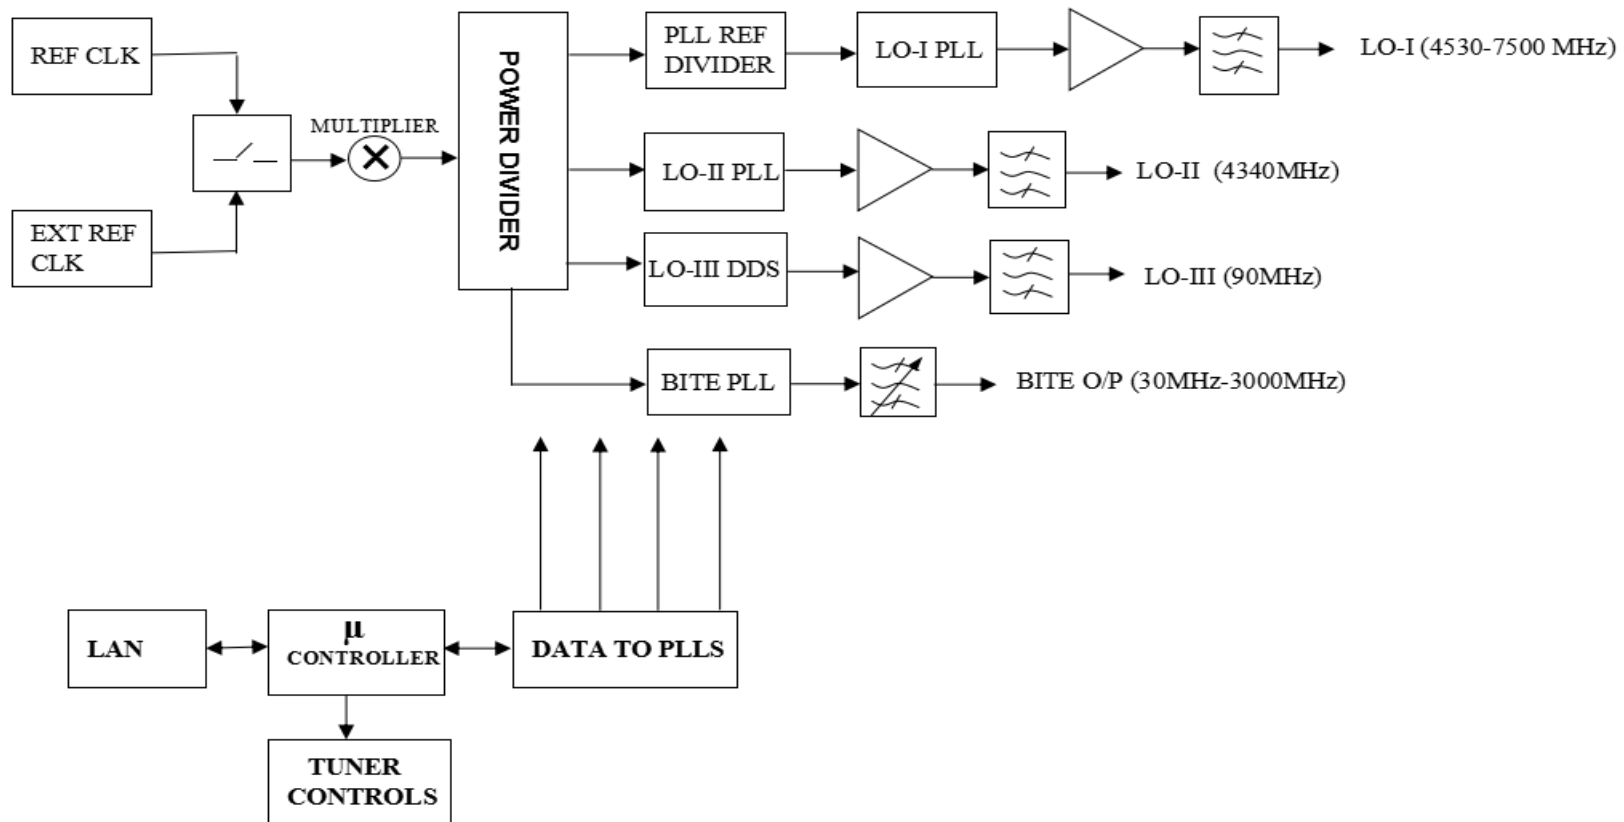 REF CLK
EXT REF
CLK
MULTIPLIER
POWER DIVIDER
PLL REF
DIVIDER
LO-I PLL
LO-I (4530-7500 MHz)
LO-II PLL
LO-II (4340MHz)
LO-III DDS
LO-III (90MHz)
BITE PLL
BITE O/P (30MHz-3000MHz)
LAN
μ
CONTROLLER
DATA TO PLLS
TUNER
CONTROLS